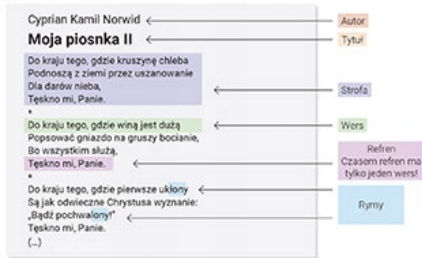 Cyprian Kamil Norwid
Autor
Moja piosnka II
Tytuł
Do kraju tego, gdzie kruszynę chleba
Podnoszą z ziemi przez uszanowanie
Dla darów nieba,
Tęskno mi, Panie.
Strofa
*
Do kraju tego, gdzie winą jest dużą
Wers
Popsować gniazdo na gruszy bocianie,
Bo wszystkim służą,
Tęskno mi, Panie.
Refren
Czasem refren ma
tylko jeden wers!
*
Do kraju tego, gdzie pierwsze ukłony
Są jak odwieczne Chrystusa wyznanie:
„Bądź pochwalony!”
Tęskno mi, Panie.
(...)
Rymy